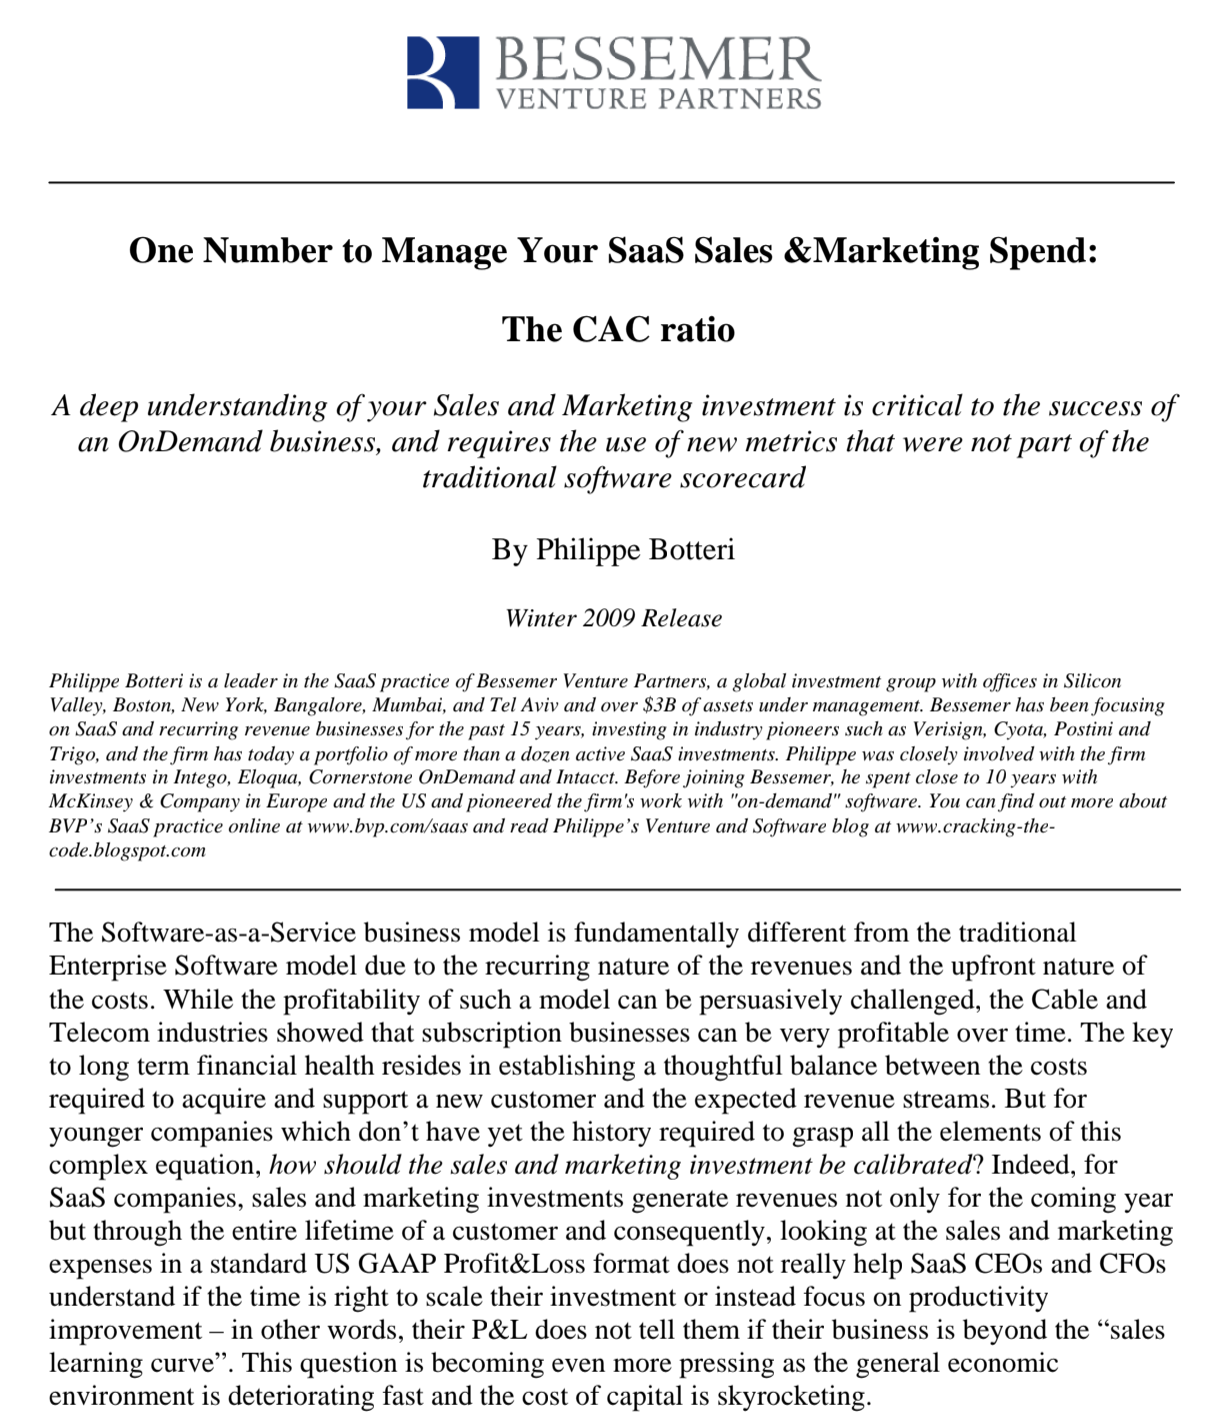 BESSEMER
VENTURE PARTNERS
One Number to Manage Your SaaS Sales &Marketing Spend:
The CAC ratio
A deep understanding of your Sales and Marketing investment is critical to the success of
an OnDemand business, and requires the use of new metrics that were not part of the
traditional software scorecard
By Philippe Botteri
Winter 2009 Release
Philippe Botteri is a leader in the SaaS practice of Bessemer Venture Partners, a global investment group with offices in Silicon
Valley, Boston, New York, Bangalore, Mumbai, and Tel Aviv and over $3B of assets under management. Bessemer has been focusing
on SaaS and recurring revenue businesses for the past 15 years, investing in industry pioneers such as Verisign, Cyota, Postini and
Trigo, and the firm has today a portfolio of more than a dozen active SaaS investments. Philippe was closely involved with the firm
investments in Intego, Eloqua, Cornerstone OnDemand and Intacct. Before joining Bessemer, he spent close to 10 years with
McKinsey & Company in Europe and the US and pioneered the firm's work with "on-demand" software. You can find out more about
BVP’s SaaS practice online at www.bvp.com/saas and read Philippe’s Venture and Software blog at www.cracking-the-
code.blogspot.com
The Software-as-a-Service business model is fundamentally different from the traditional
Enterprise Software model due to the recurring nature of the revenues and the upfront nature of
the costs. While the profitability of such a model can be persuasively challenged, the Cable and
Telecom industries showed that subscription businesses can be very profitable over time. The key
to long term financial health resides in establishing a thoughtful balance between the costs
required to acquire and support a new customer and the expected revenue streams. But for
younger companies which don’t have yet the history required to grasp all the elements of this
complex equation, how should the sales and marketing investment be calibrated? Indeed, for
SaaS companies, sales and marketing investments generate revenues not only for the coming year
but through the entire lifetime of a customer and consequently, looking at the sales and marketing
expenses in a standard US GAAP Profit&Loss format does not really help SaaS CEOs and CFOs
understand if the time is right to scale their investment or instead focus on productivity
improvement – in other words, their P&L does not tell them if their business is beyond the “sales
learning curve”. This question is becoming even more pressing as the general economic
environment is deteriorating fast and the cost of capital is skyrocketing.